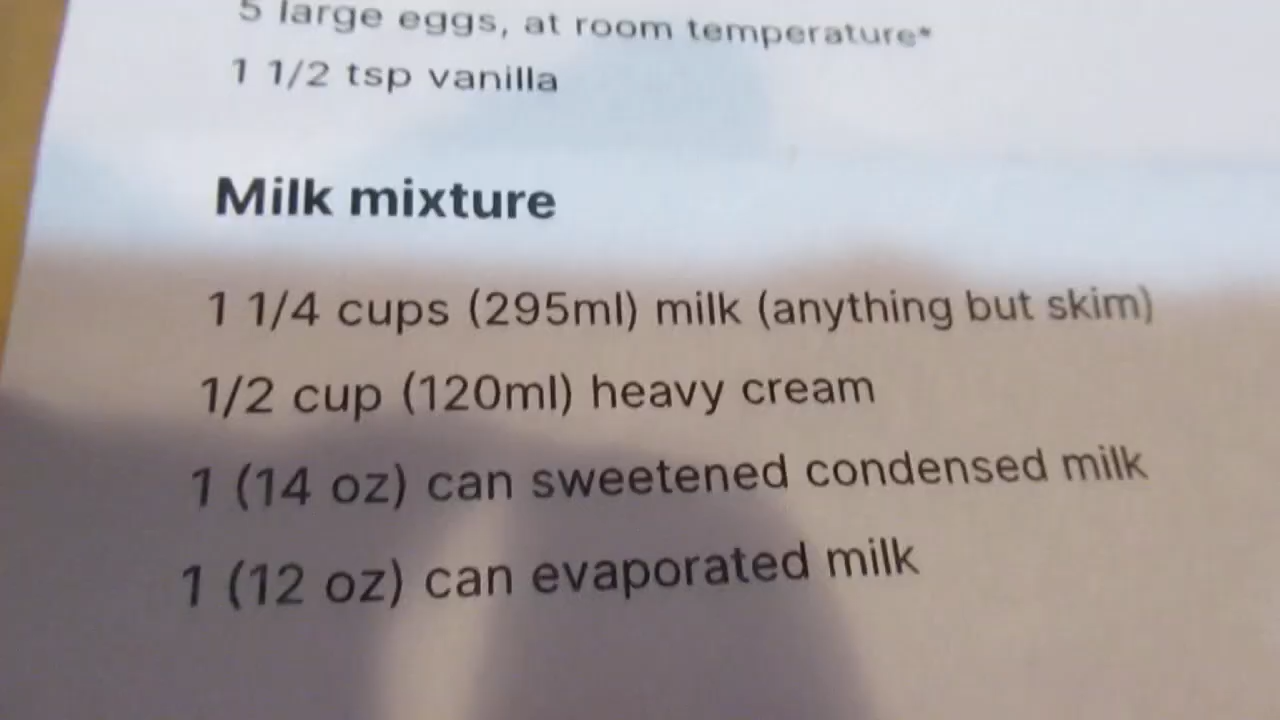 5 large eggs, at room temperature*
1 1/2 tsp vanilla
Milk mixture
1 1/4 cups (295ml) milk (anything but skim)
1/2 cup (120ml) heavy cream
1 (14 oz) can sweetened condensed milk
1 (12 oz) can evaporated milk